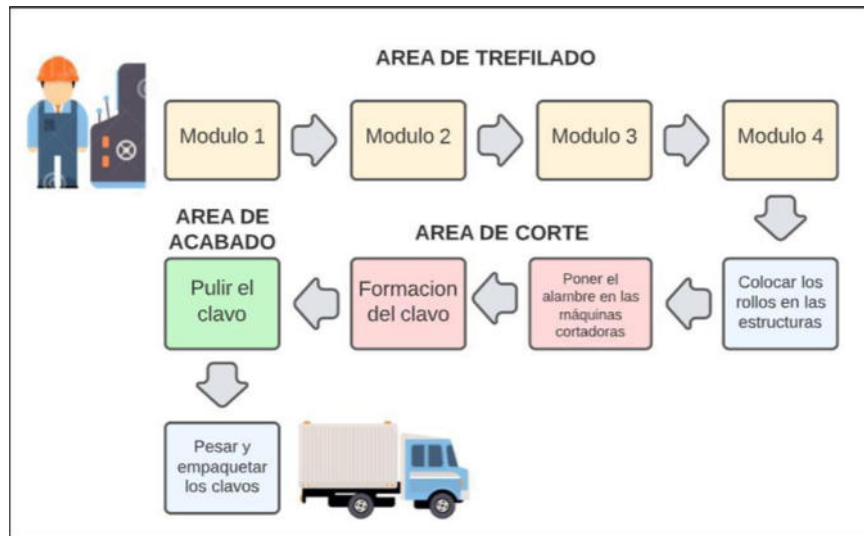 AREA DE TREFILADO
Modulo 1
Modulo 2
Modulo 3
Modulo 4
AREA DE
ACABADO
AREA DE CORTE
Pulir el
clavo
Formacion
del clavo
Poner el
alambre en las
máquinas
cortadoras
Colocar los
rollos en las
estructuras
Pesar y
empaquetar
los clavos